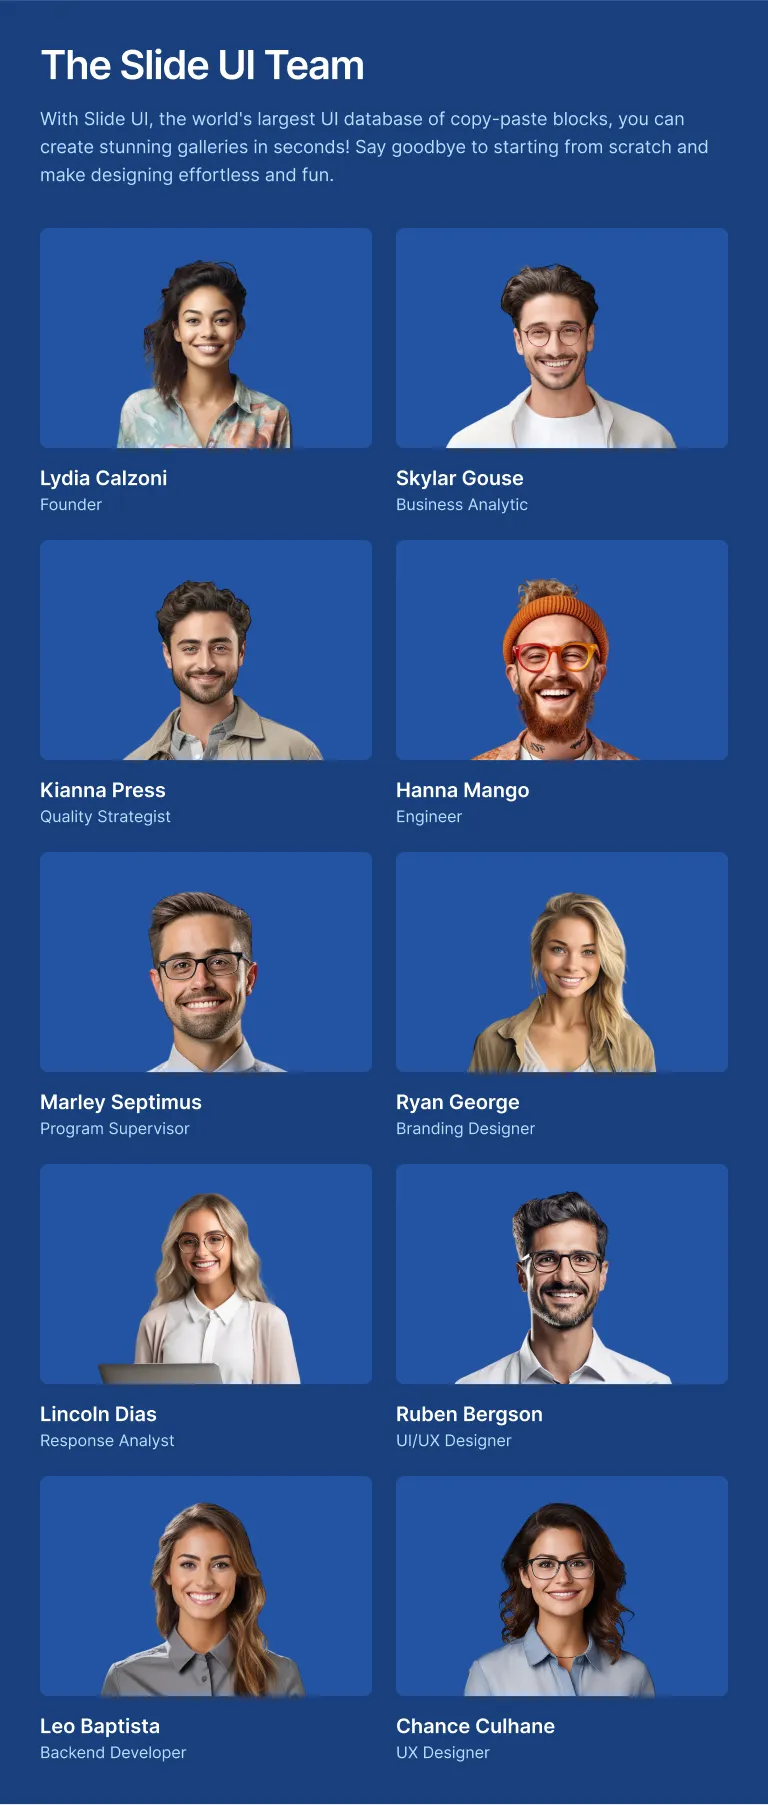 The Slide UI Team
With Slide UI, the world's largest UI database of copy-paste blocks, you can
create stunning galleries in seconds! Say goodbye to starting from scratch and
make designing effortless and fun.
Lydia Calzoni
Founder
Skylar Gouse
Business Analytic
Kianna Press
Quality Strategist
Hanna Mango
Engineer
Marley Septimus
Program Supervisor
Ryan George
Branding Designer
Lincoln Dias
Response Analyst
Ruben Bergson
UI/UX Designer
Leo Baptista
Backend Developer
Chance Culhane
UX Designer